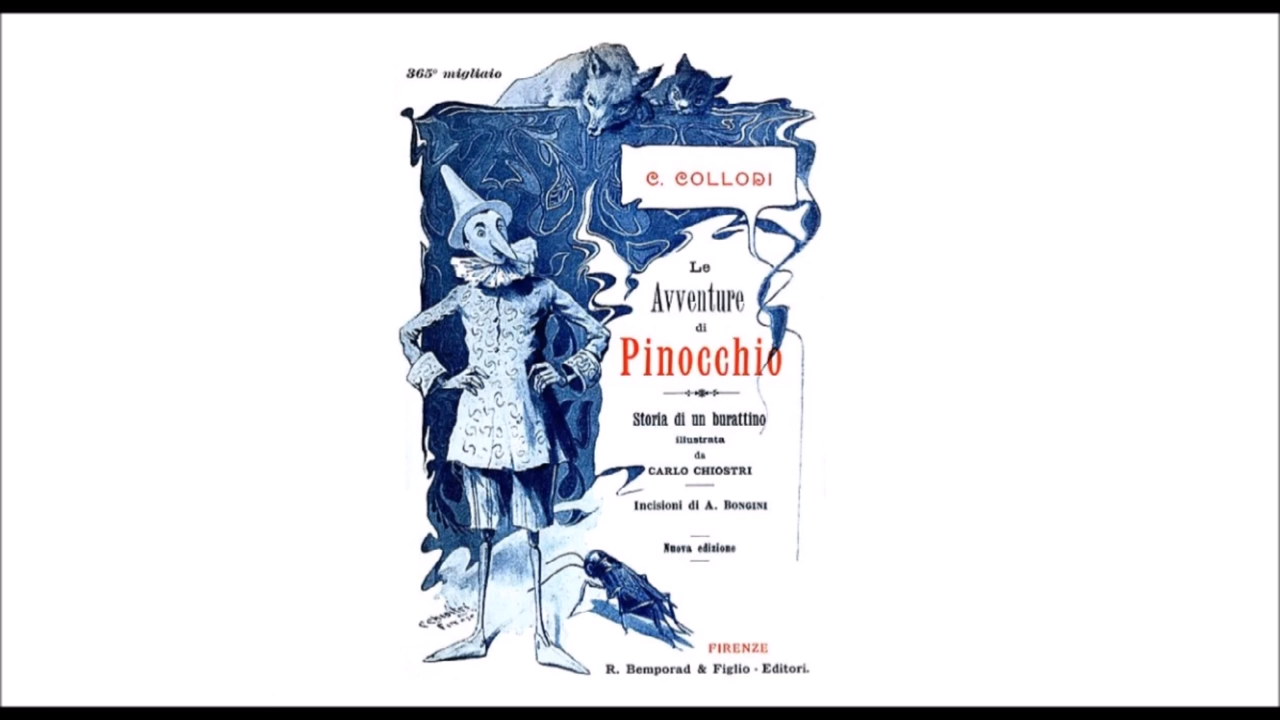 365º migliaio
C. COLLODI
Le
Avventure
di
Pinocchio
Storia di un burattino
illustrata
da
CARLO CHIOSTRI
Incisioni di A. BONGINI
Nuova edizione
FIRENZE
R. Bemporad & Figlio - Editori.